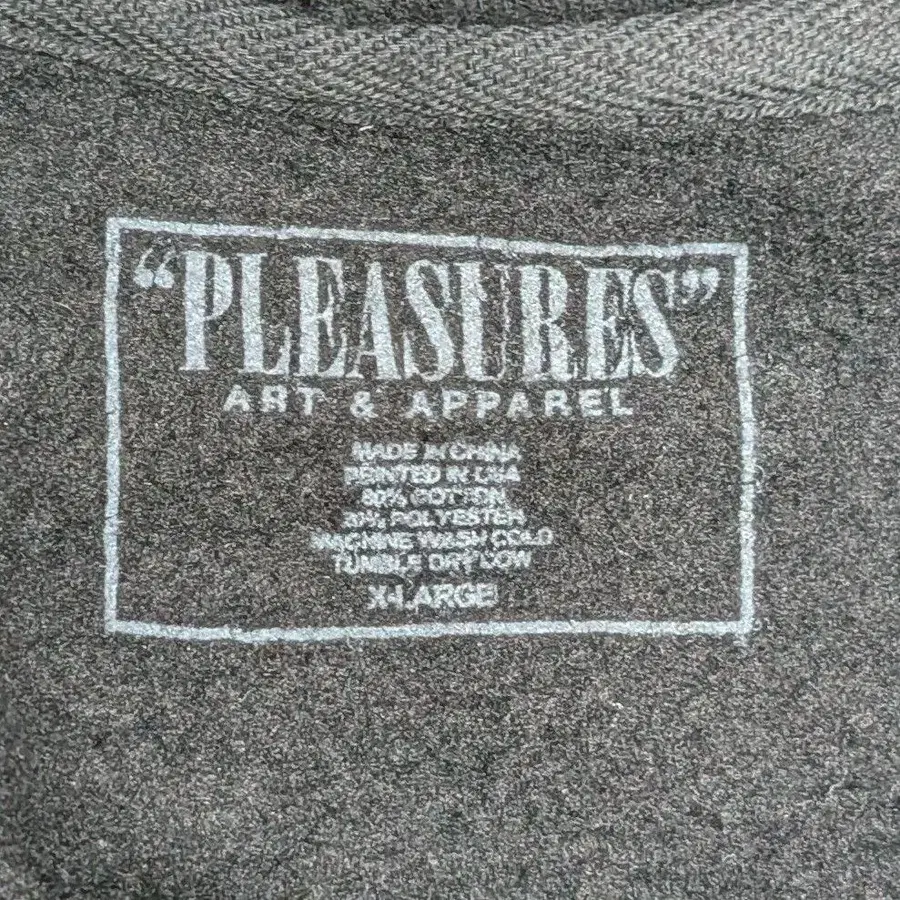 “PLEASURES”
ART & APPAREL
MADE IN CHINA
PRINTED IN USA
80% COTTON
20% POLYESTER
MACHINE WASH COLD
TUMBLE DRY LOW
X-LARGE